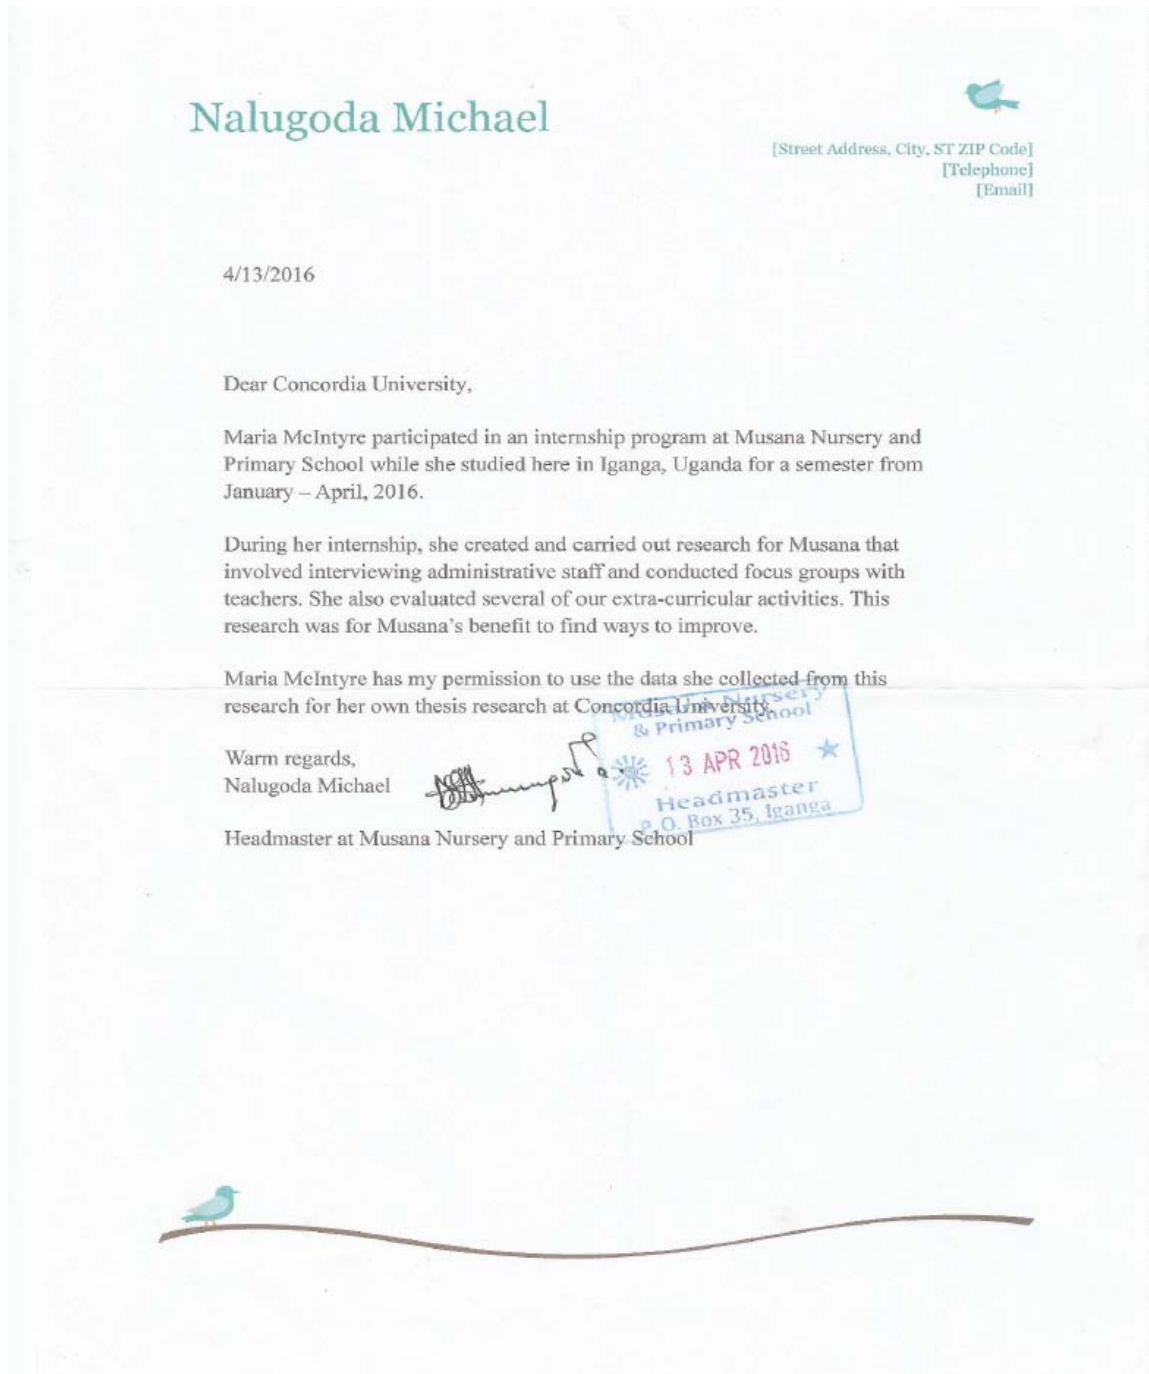 Nalugoda Michael
[Street Address, City, ST ZIP Code]
[Telephone]
[Email]
4/13/2016
Dear Concordia University,
Maria McIntyre participated in an internship program at Musana Nursery and
Primary School while she studied here in Iganga, Uganda for a semester from
January – April, 2016.
During her internship, she created and carried out research for Musana that
involved interviewing administrative staff and conducted focus groups with
teachers. She also evaluated several of our extra-curricular activities. This
research was for Musana's benefit to find ways to improve.
Maria McIntyre has my permission to use the data she collected from this
research for her own thesis research at Concordia University.
Musana Nursery
& Primary School
13 APR 2016
Headmaster
P.O. Box 35, Iganga
Warm regards,
Nalugoda Michael
Headmaster at Musana Nursery and Primary School